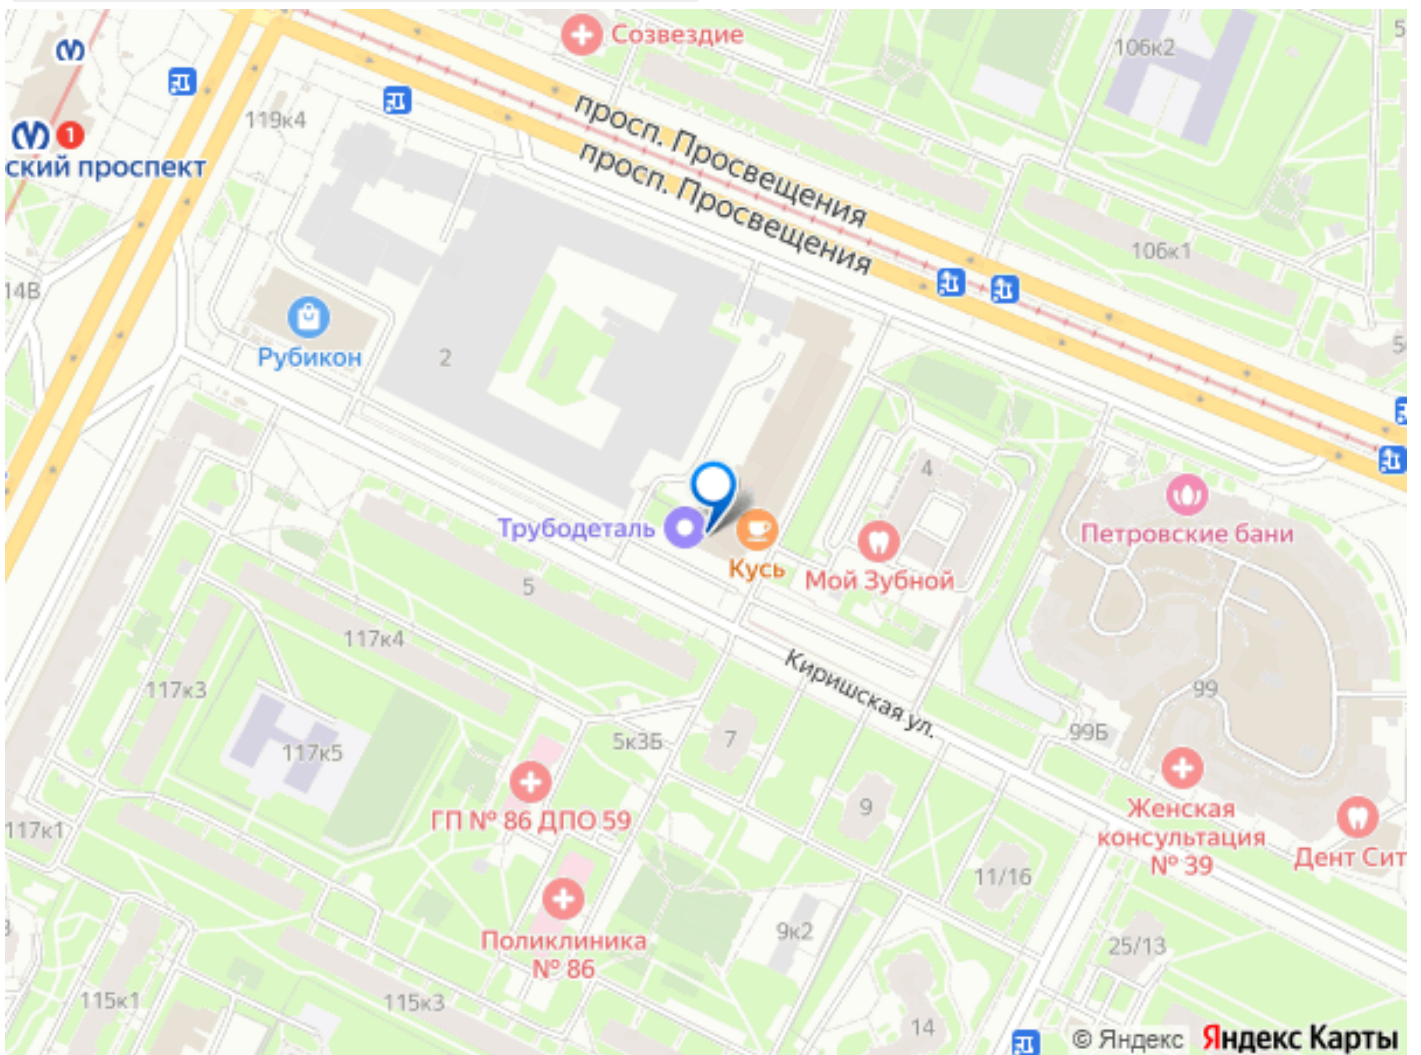 Созвездие
106к2
5
119к4
просп. Просвещения
просп. Просвещения
1
ский проспект
106к1
14В
Рубикон
2
5
4
Петровские бани
Трубодеталь
Кусь
Мой Зубной
5
117к4
Киришская ул.
117к3
99
99Б
117к5
5к3Б
7
9
ГП № 86 ДПО 59
117к1
Женская
консультация
№ 39
Дент Сит
11/16
Поликлиника
№ 86
9к2
25/13
115к1
115к3
14
© Яндекс
Яндекс Карты